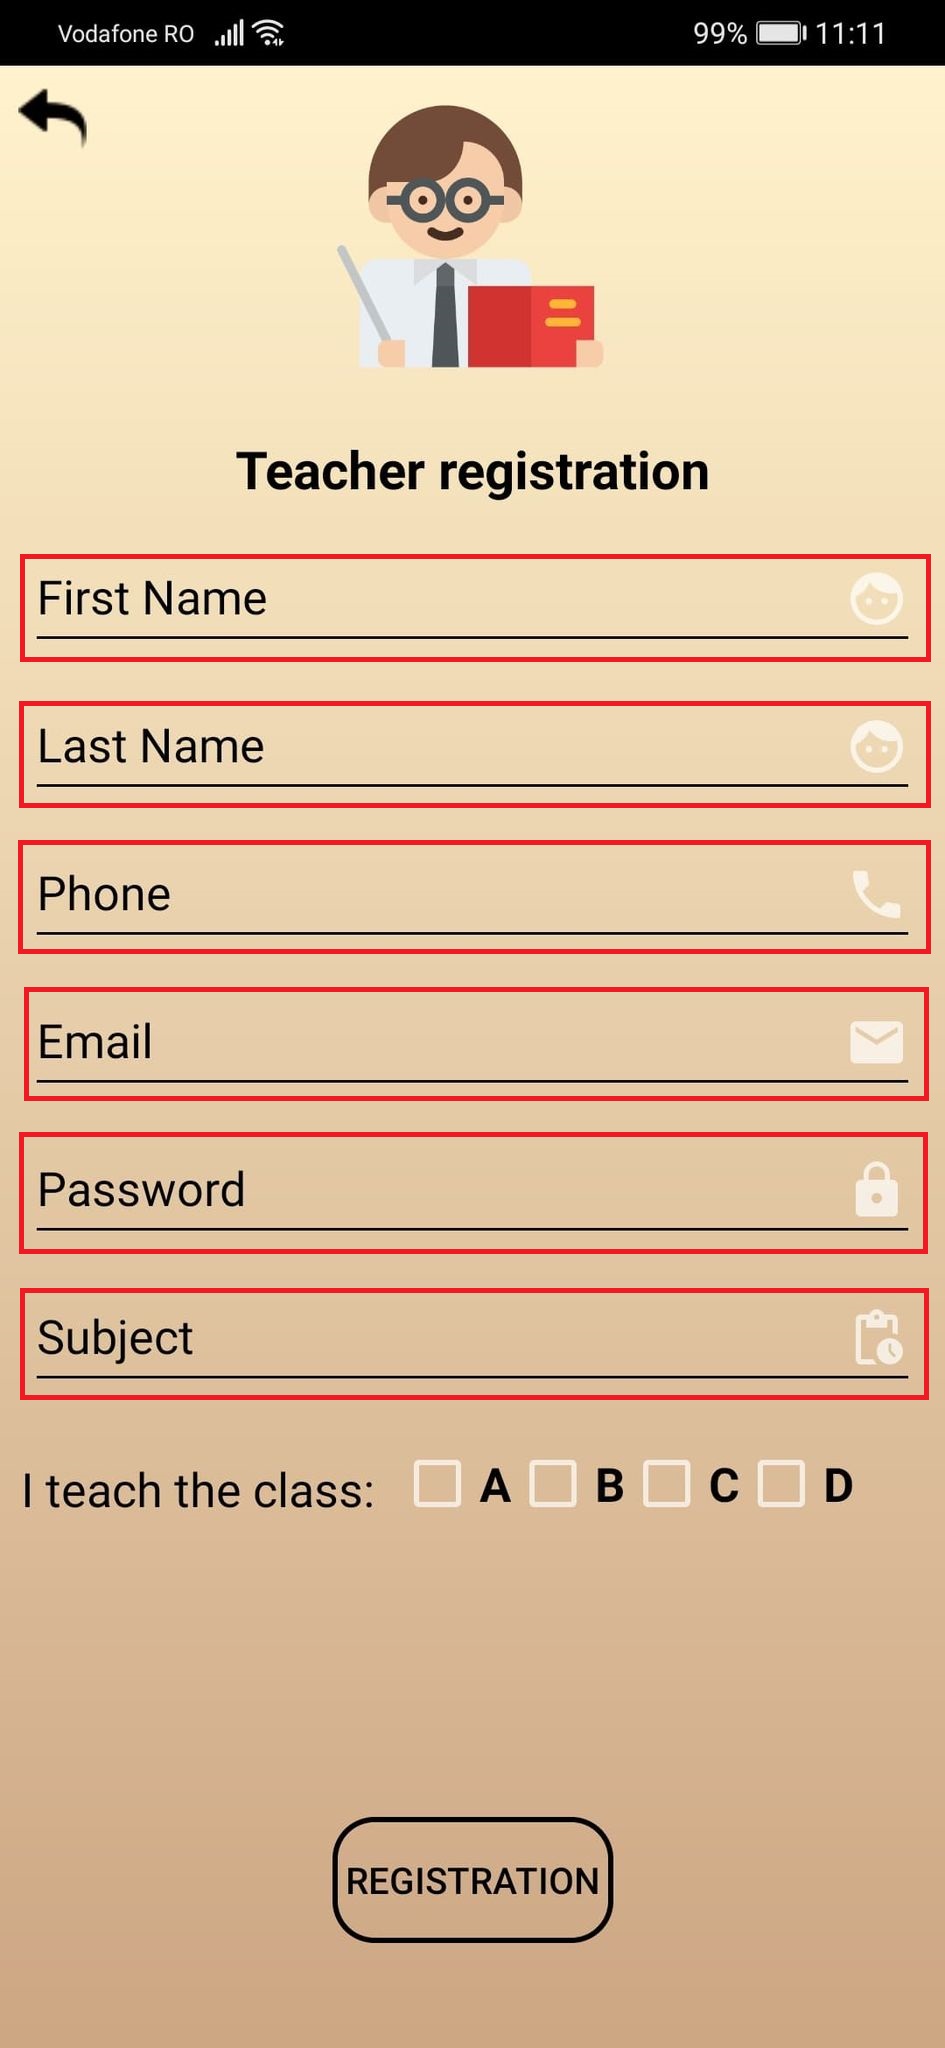 Vodafone RO 99% 11:11
Teacher registration
First Name
Last Name
Phone
Email
Password
Subject
I teach the class: A B C D
REGISTRATION